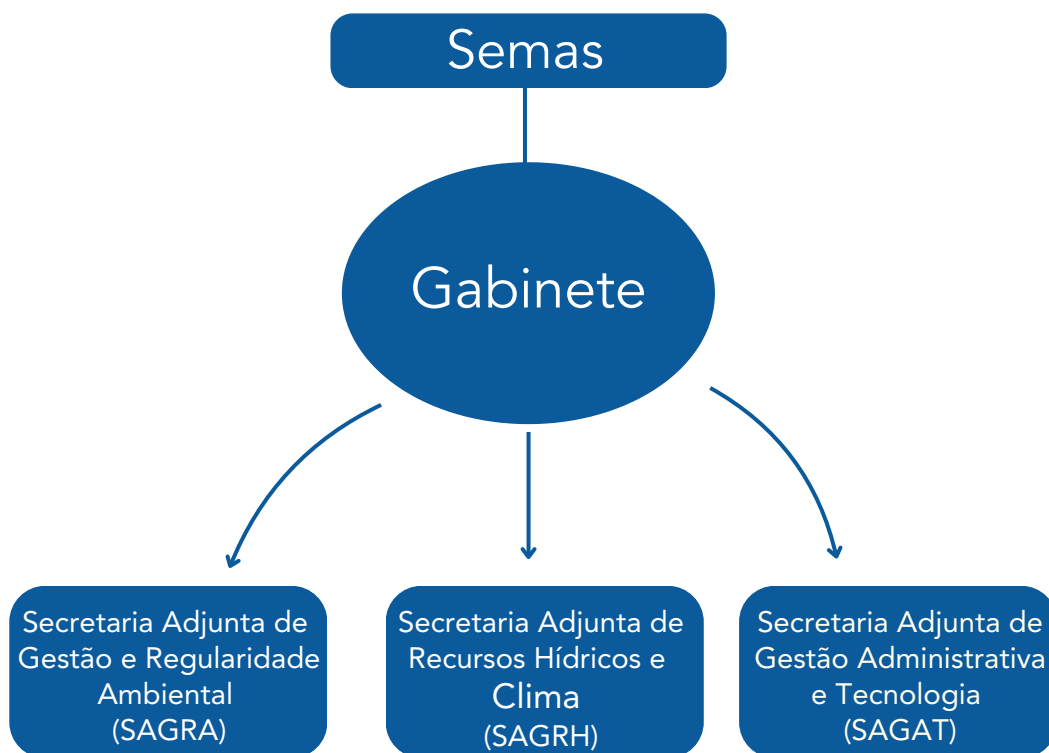 Semas
Gabinete
Secretaria Adjunta de
Gestão e Regularidade
Ambiental
(SAGRA)
Secretaria Adjunta de
Recursos Hídricos e
Clima
(SAGRH)
Secretaria Adjunta de
Gestão Administrativa
e Tecnologia
(SAGAT)